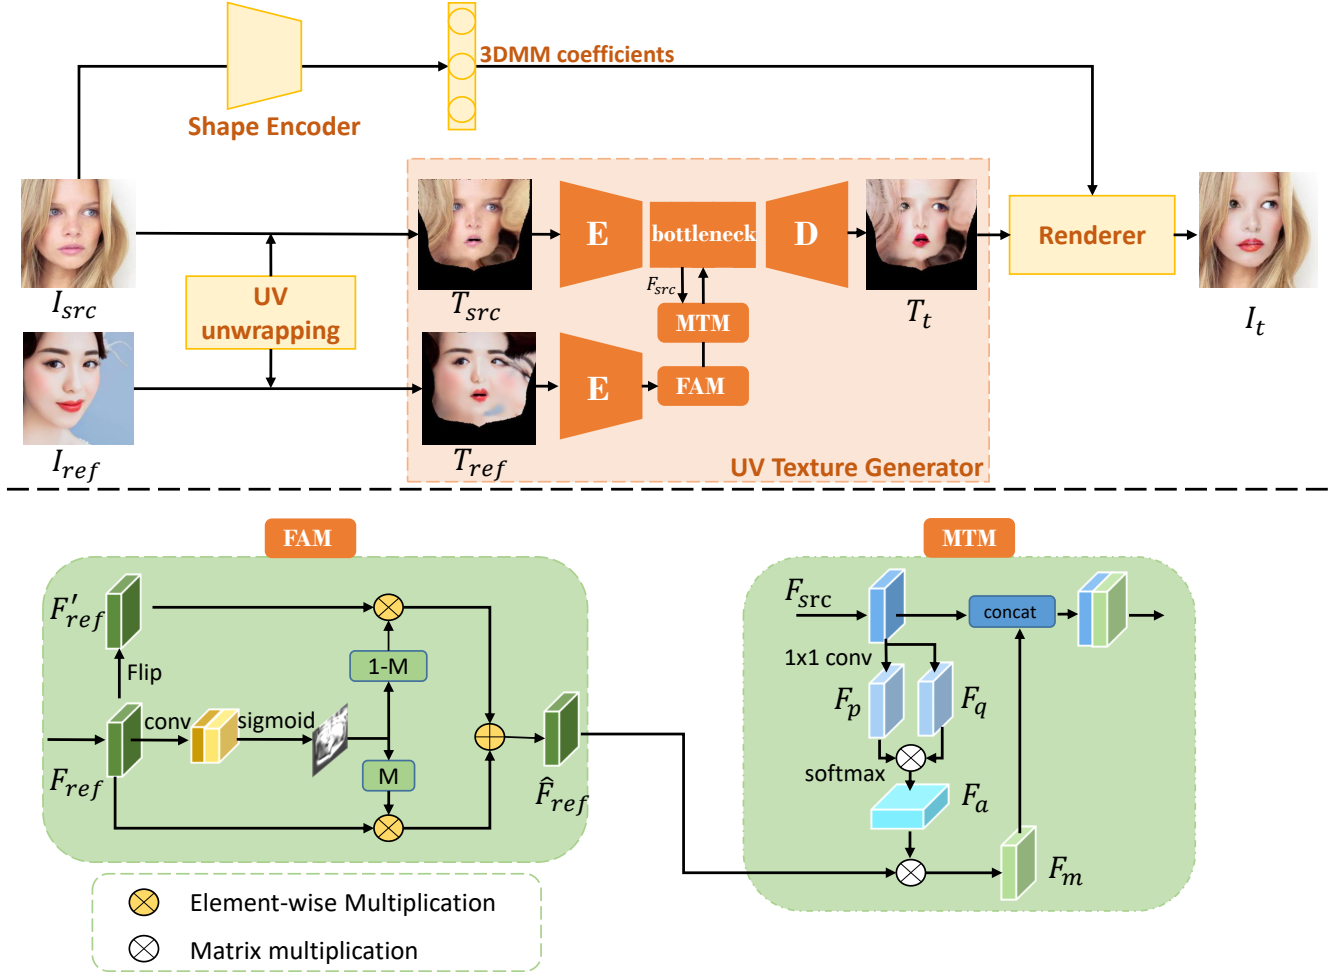 3DMM coefficients
Shape Encoder
I_src
UV
unwrapping
I_ref
T_src
E
bottleneck
D
F_src
MTM
T_t
T_ref
E
FAM
UV Texture Generator
Renderer
I_t
FAM
F'_ref
Flip
1-M
conv
sigmoid
F_ref
M
F̂_ref
MTM
F_src
concat
1x1 conv
F_p
F_q
softmax
F_a
F_m
Element-wise Multiplication
Matrix multiplication